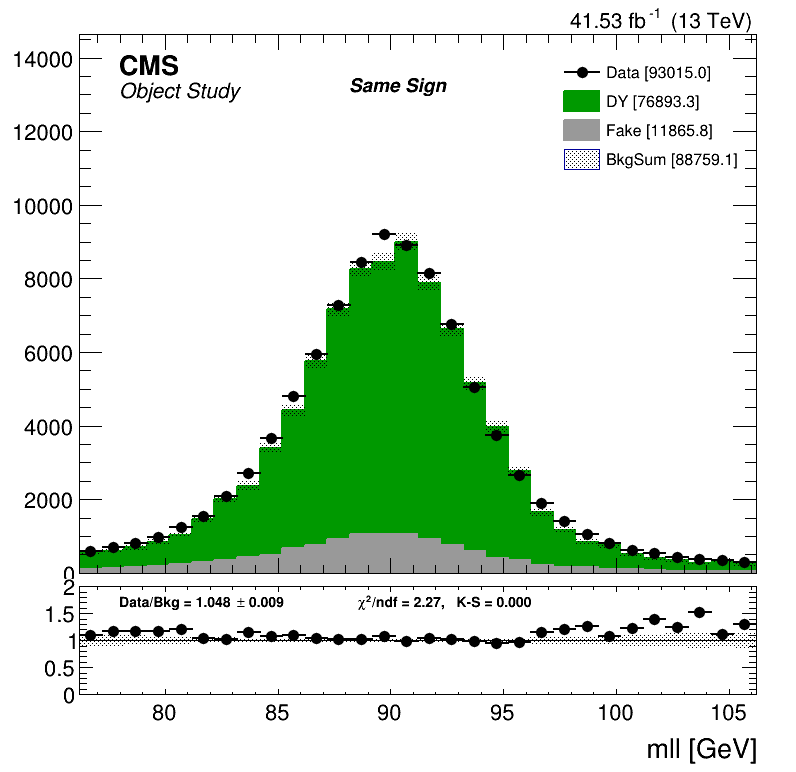 41.53 fb⁻¹ (13 TeV)
CMS
Object Study
Same Sign
Data [93015.0]
DY [76893.3]
Fake [11865.8]
BkgSum [88759.1]
14000
12000
10000
8000
6000
4000
2000
0
Data/Bkg = 1.048 ± 0.009
χ²/ndf = 2.27, K-S = 0.000
2
1.5
1
0.5
0
80 85 90 95 100 105
mll [GeV]